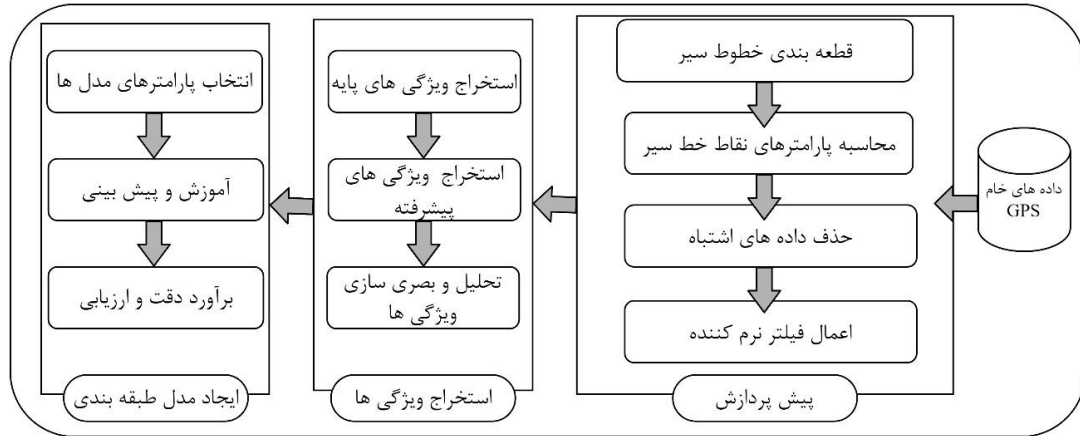 داده های خام
GPS
قطعه بندی خطوط سیر
محاسبه پارامترهای نقاط خط سیر
حذف داده های اشتباه
اعمال فیلتر نرم کننده
پیش پردازش
استخراج ویژگی های پایه
استخراج ویژگی های
پیشرفته
تحلیل و بصری سازی
ویژگی ها
استخراج ویژگی ها
انتخاب پارامترهای مدل ها
آموزش و پیش بینی
برآورد دقت و ارزیابی
ایجاد مدل طبقه بندی